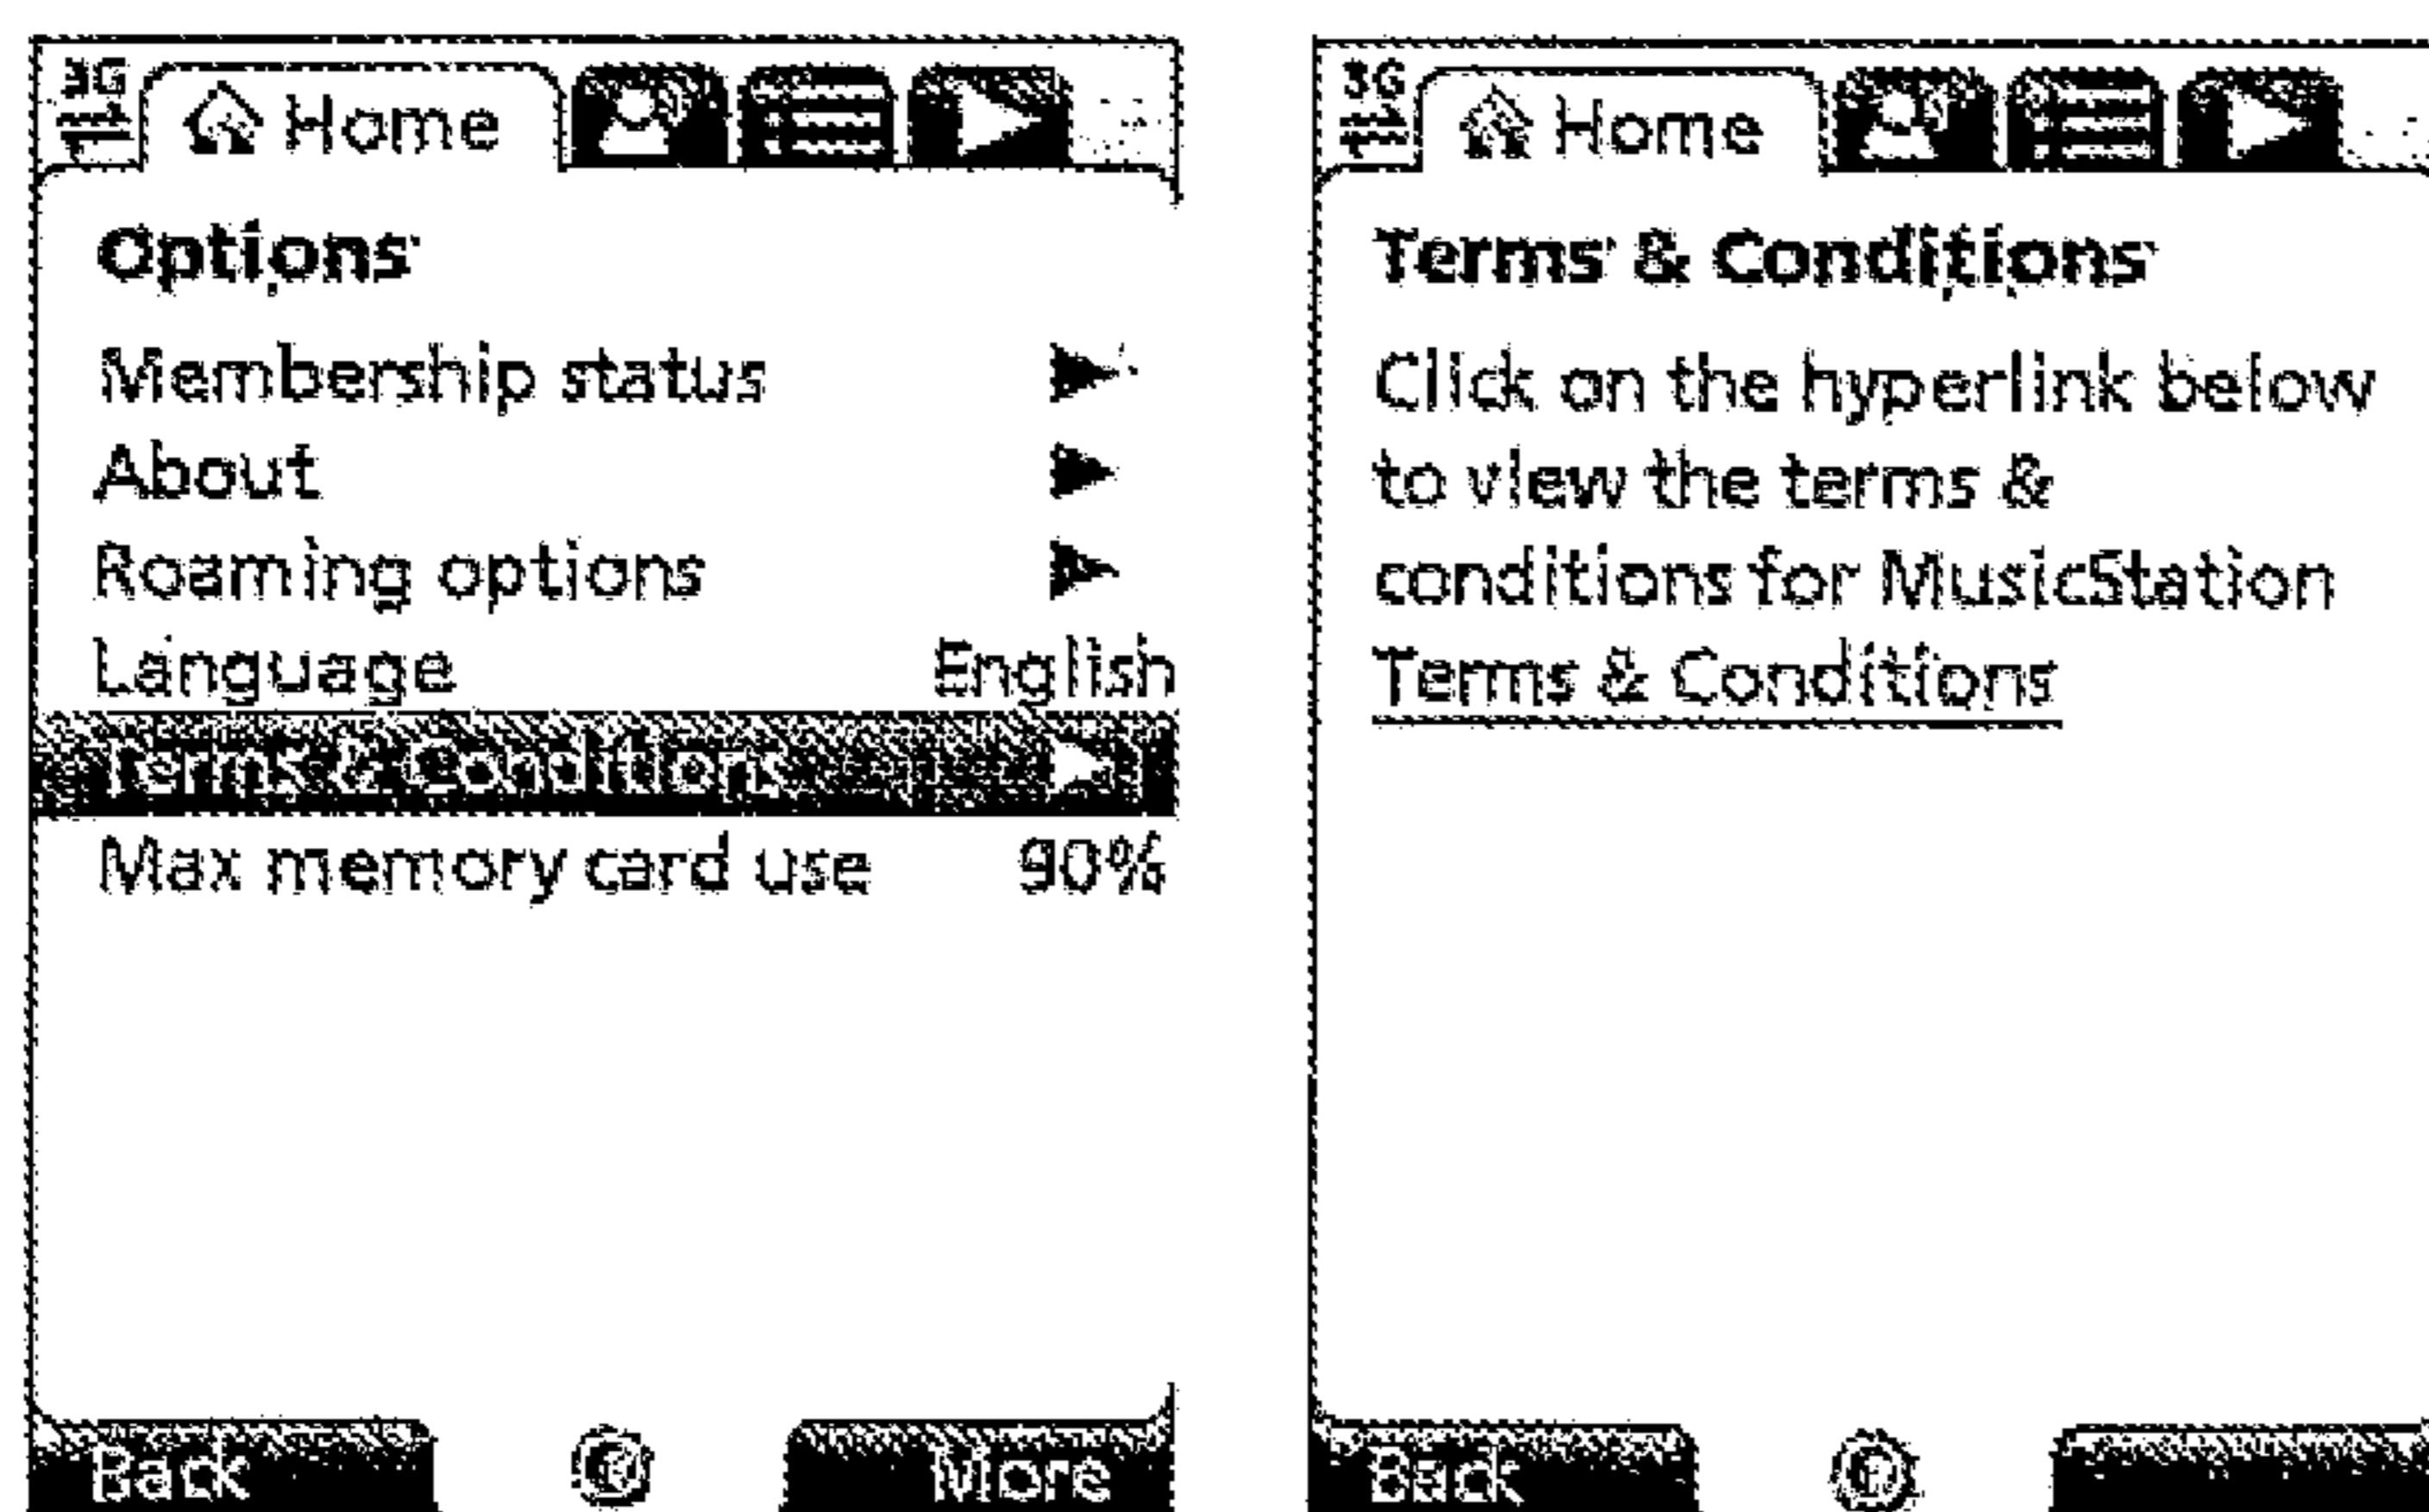 3G
Home
Options
Membership status
About
Roaming options
Language English
Terms & Conditions
Max memory card use 90%
Back More
3G
Home
Terms & Conditions
Click on the hyperlink below
to view the terms &
conditions for MusicStation
Terms & Conditions
Back